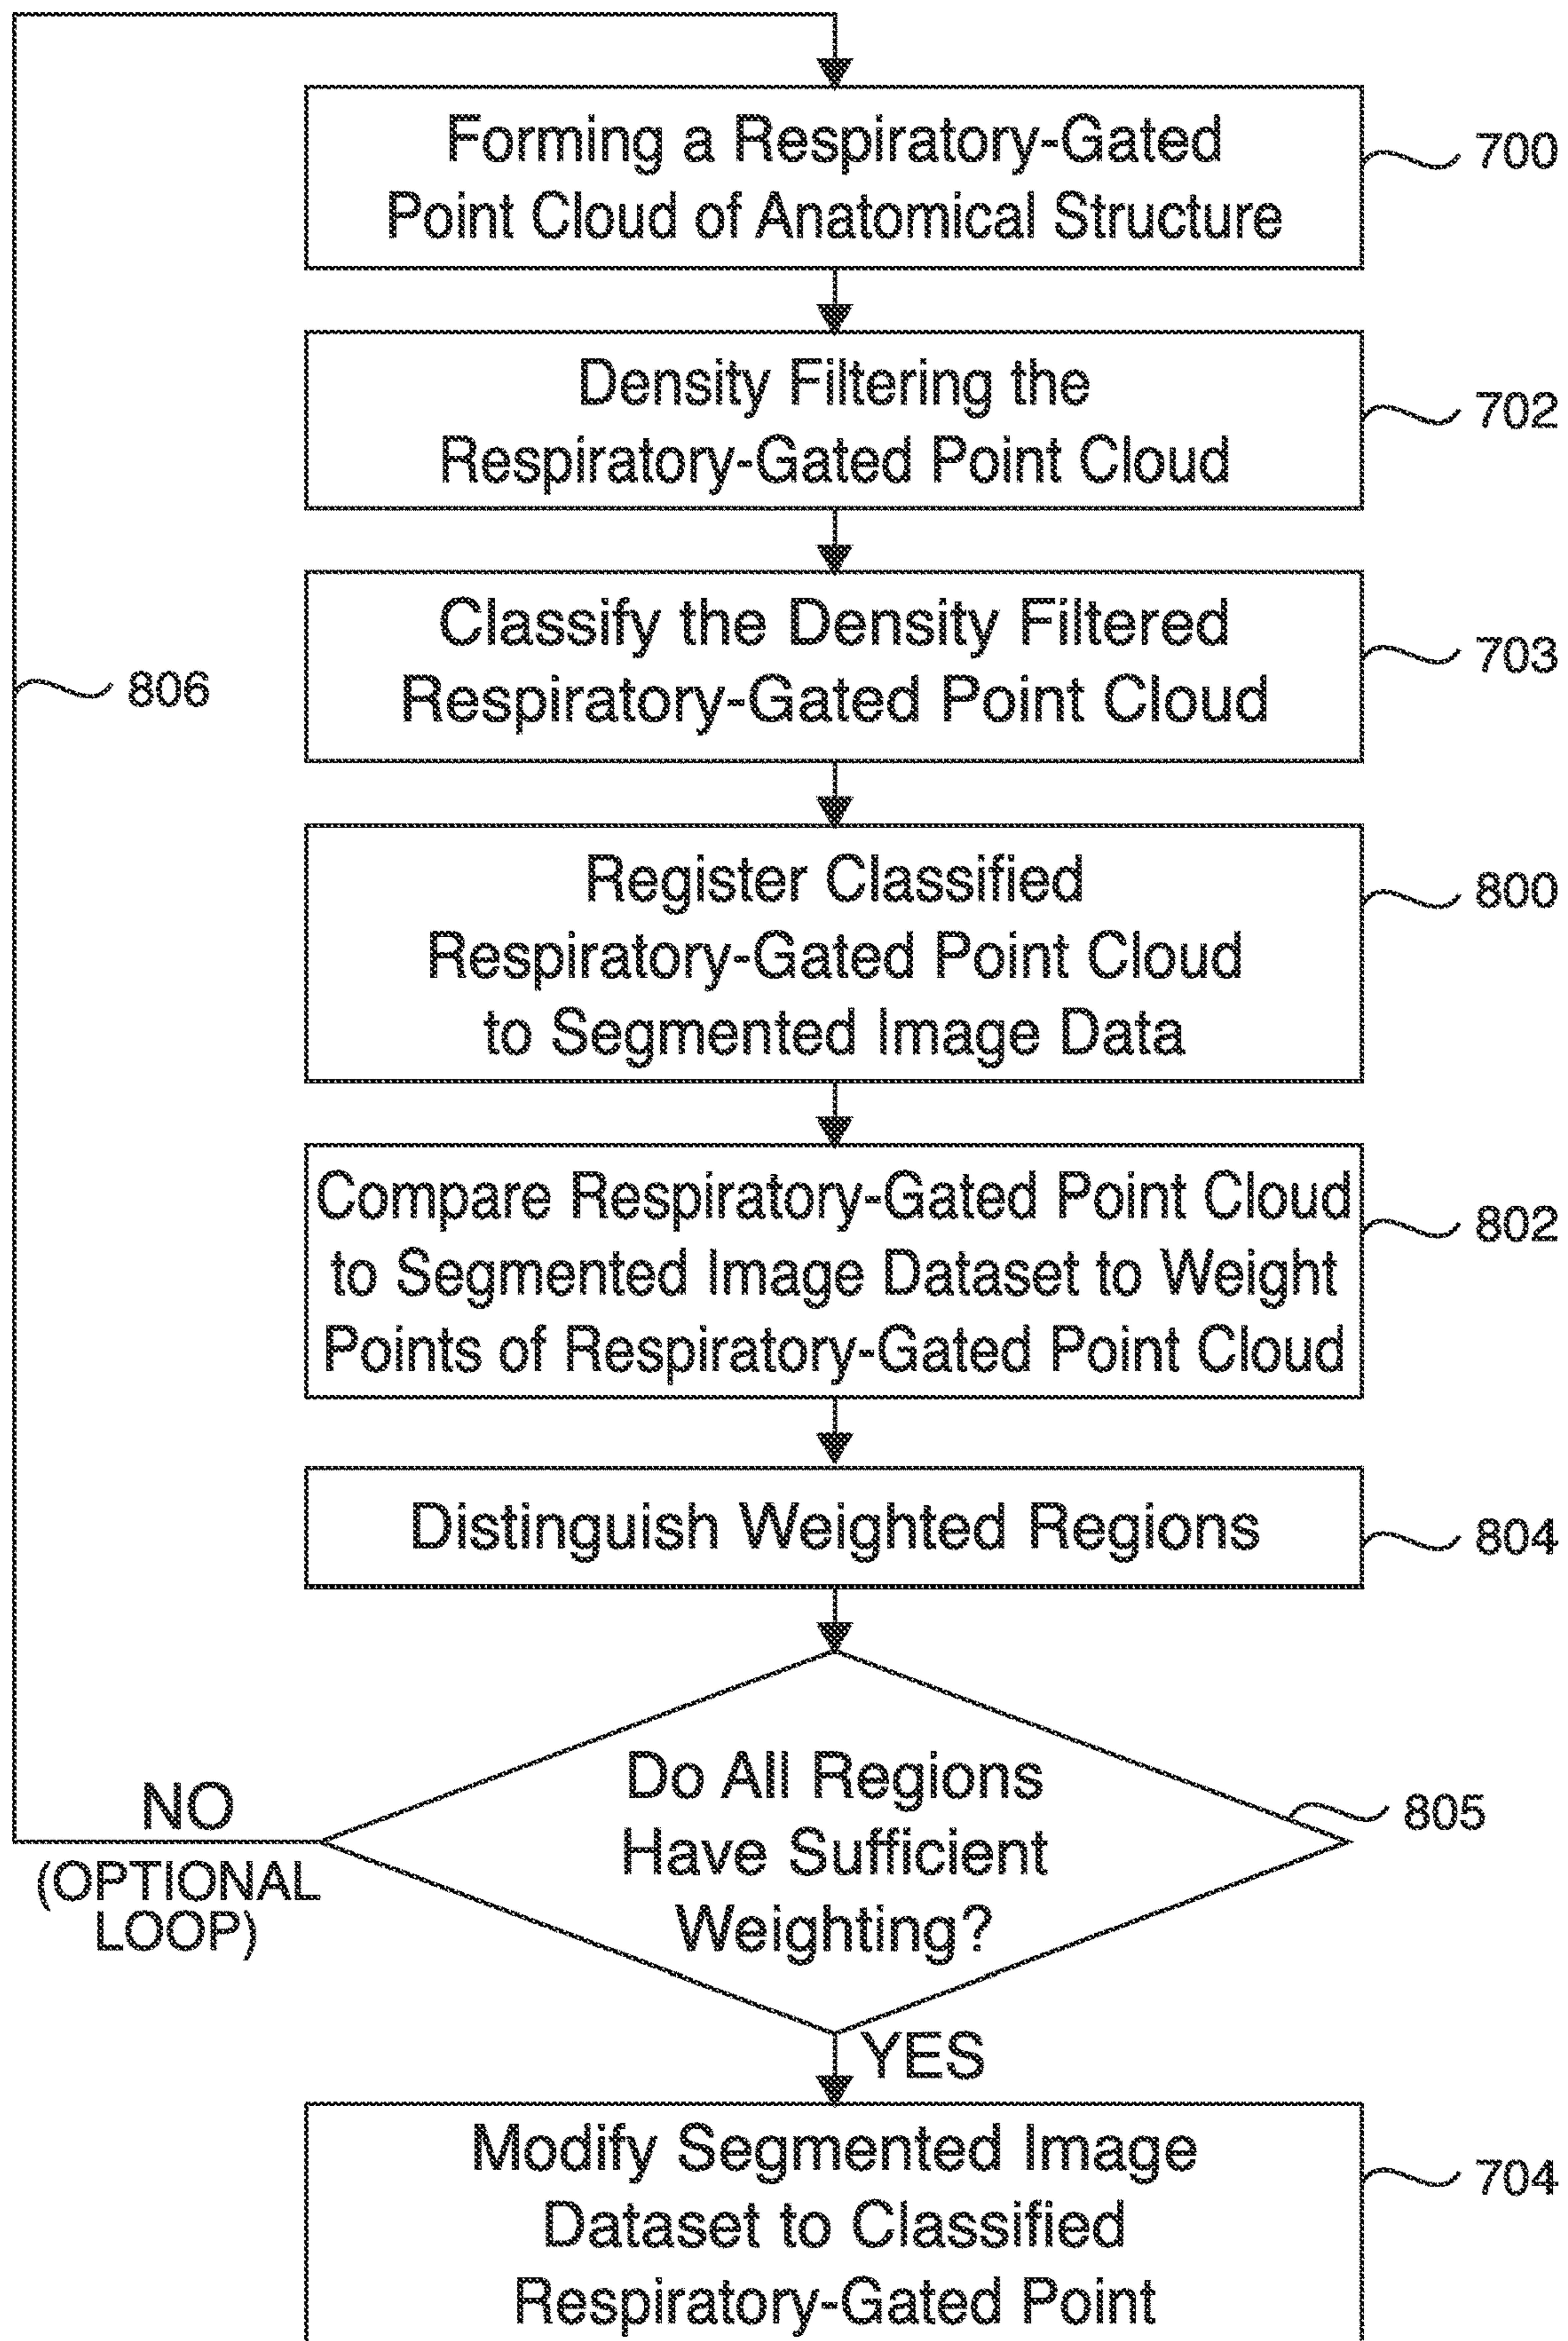 Forming a Respiratory-Gated
Point Cloud of Anatomical Structure
700
Density Filtering the
Respiratory-Gated Point Cloud
702
Classify the Density Filtered
Respiratory-Gated Point Cloud
703
806
Register Classified
Respiratory-Gated Point Cloud
to Segmented Image Data
800
Compare Respiratory-Gated Point Cloud
to Segmented Image Dataset to Weight
Points of Respiratory-Gated Point Cloud
802
Distinguish Weighted Regions
804
Do All Regions
Have Sufficient
Weighting?
805
NO
(OPTIONAL
LOOP)
YES
Modify Segmented Image
Dataset to Classified
Respiratory-Gated Point
704